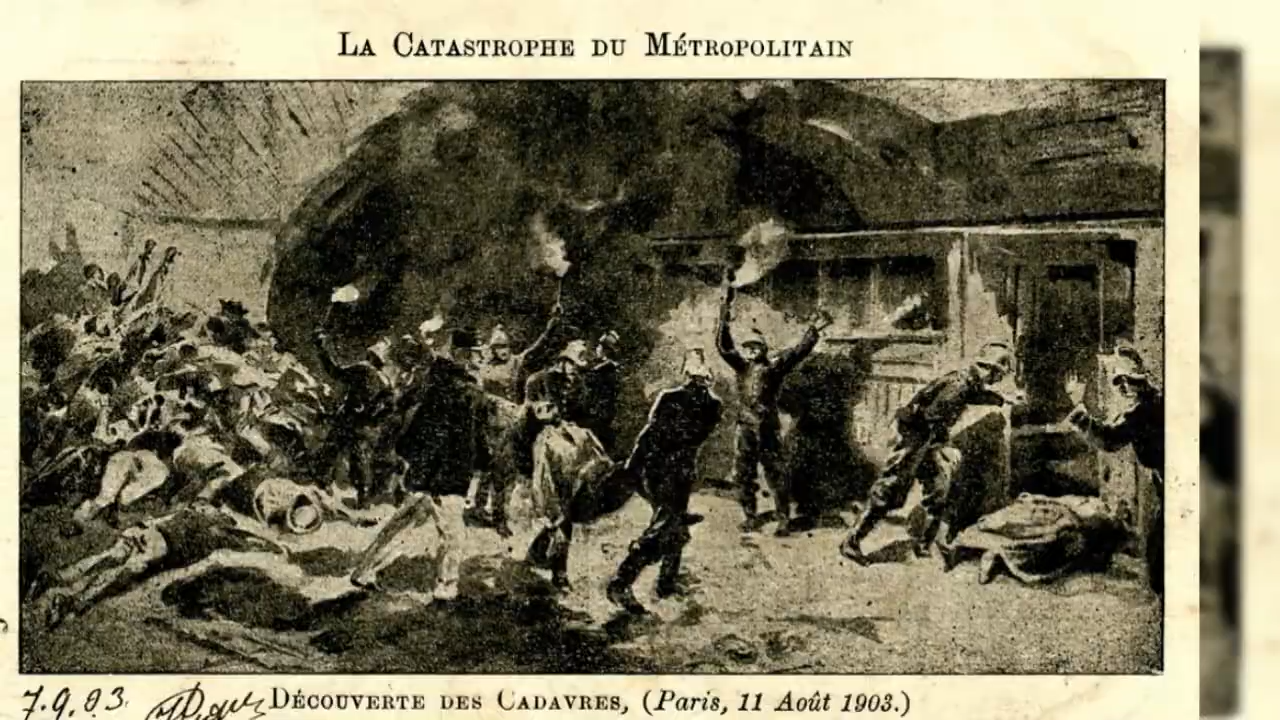 LA CATASTROPHE DU MÉTROPOLITAIN
7.9.03. DÉCOUVERTE DES CADAVRES, (Paris, 11 Août 1903.)